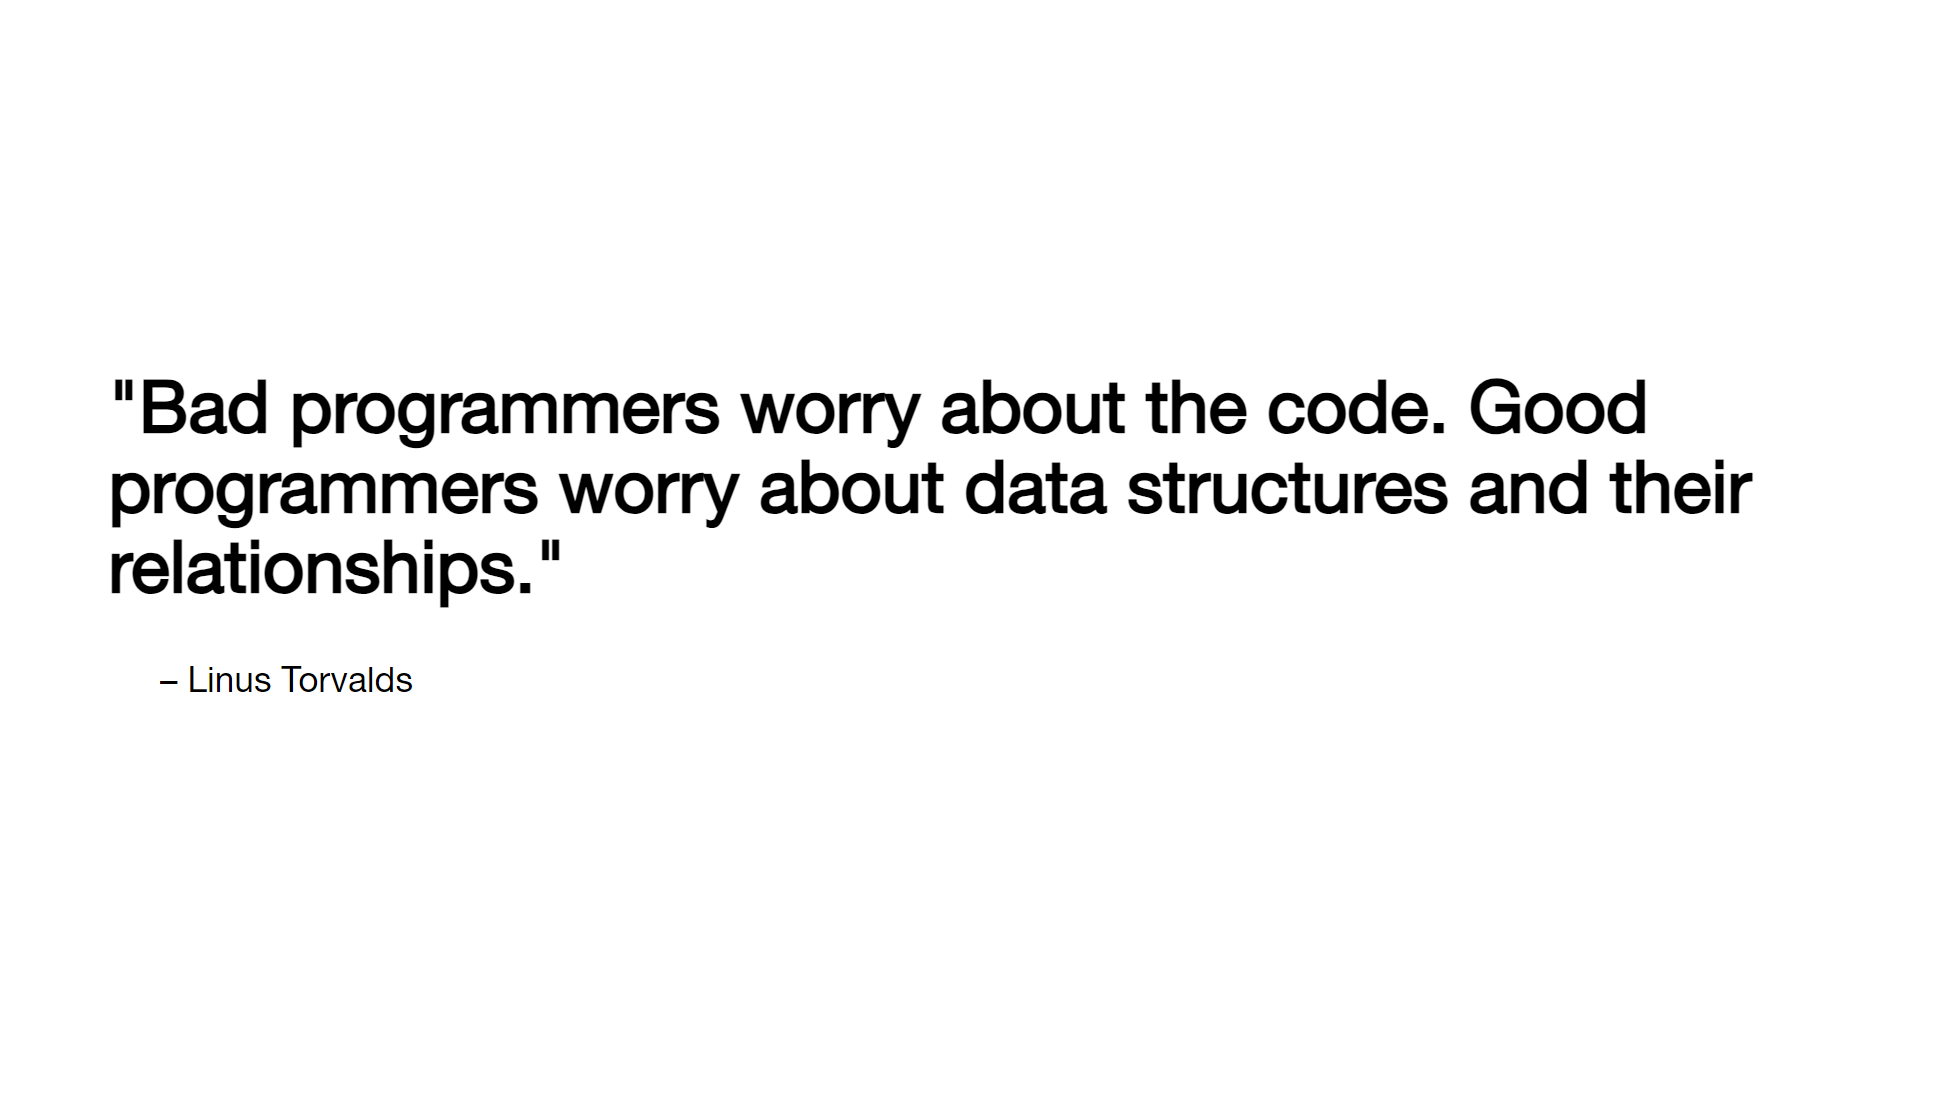 "Bad programmers worry about the code. Good
programmers worry about data structures and their
relationships."
– Linus Torvalds